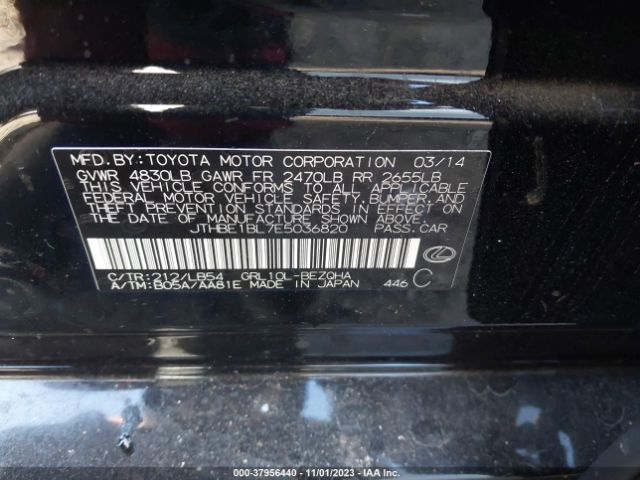 MFD.BY:TOYOTA MOTOR CORPORATION 03/14
GVWR 4830LB GAWR FR 2470LB RR 2655LB
THIS VEHICLE CONFORMS TO ALL APPLICABLE
FEDERAL MOTOR VEHICLE SAFETY,BUMPER,AND
THEFT PREVENTION STANDARDS IN EFFECT ON
THE DATE OF MANUFACTURE SHOWN ABOVE.
JTHBE1BL7E5036820 PASS.CAR
C/TR:212/LB54 GRL10L-BEZQHA
A/TM:B05A/AA81E MADE IN JAPAN 446 C
000-37956440 - 11/01/2023 - IAA Inc.